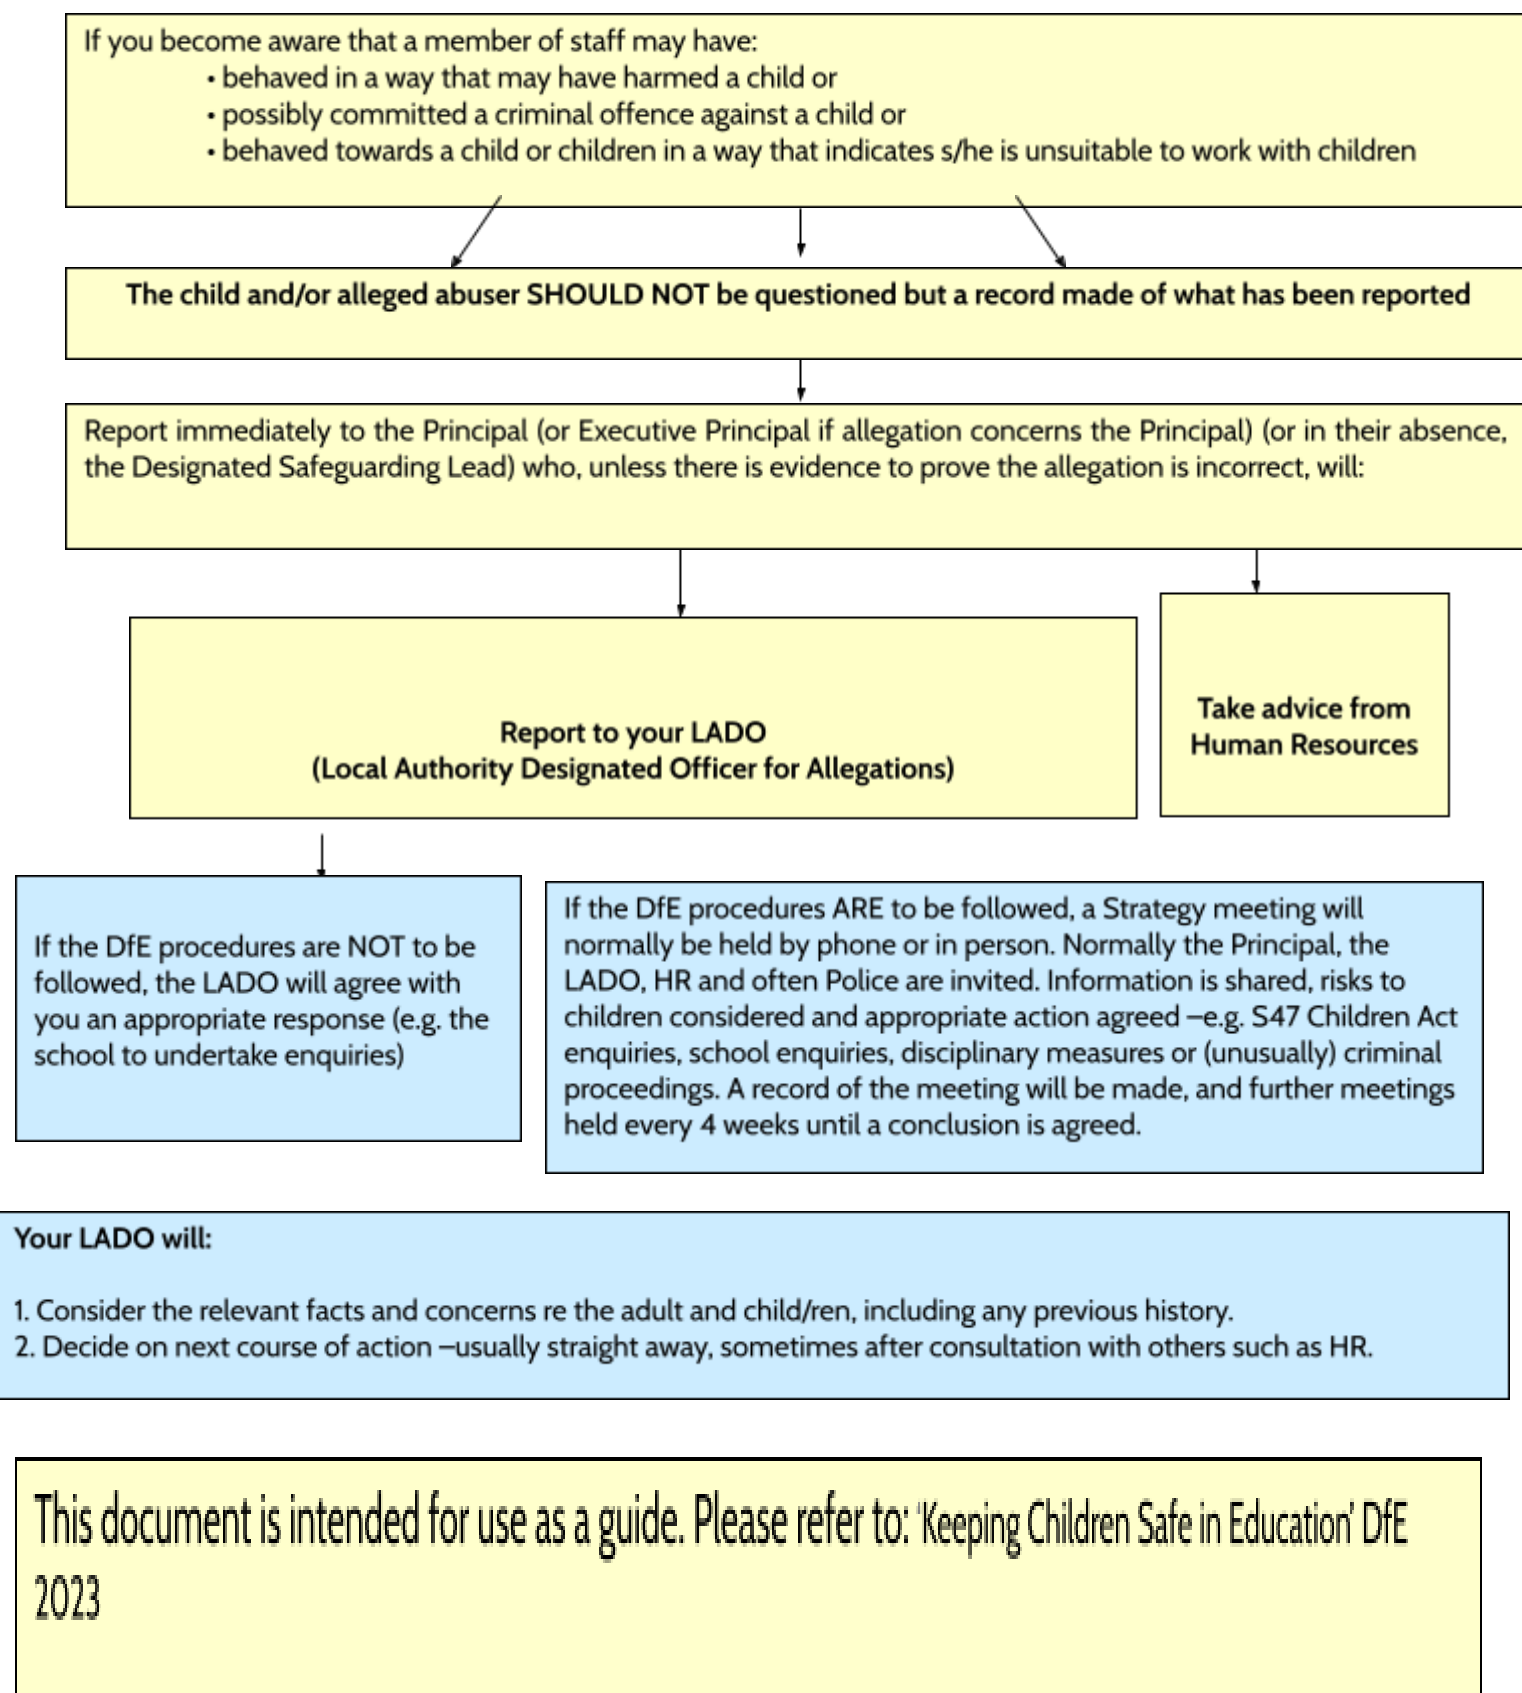 If you become aware that a member of staff may have:
• behaved in a way that may have harmed a child or
• possibly committed a criminal offence against a child or
• behaved towards a child or children in a way that indicates s/he is unsuitable to work with children
The child and/or alleged abuser SHOULD NOT be questioned but a record made of what has been reported
Report immediately to the Principal (or Executive Principal if allegation concerns the Principal) (or in their absence,
the Designated Safeguarding Lead) who, unless there is evidence to prove the allegation is incorrect, will:
Report to your LADO
(Local Authority Designated Officer for Allegations)
Take advice from
Human Resources
If the DfE procedures are NOT to be
followed, the LADO will agree with
you an appropriate response (e.g. the
school to undertake enquiries)
If the DfE procedures ARE to be followed, a Strategy meeting will
normally be held by phone or in person. Normally the Principal, the
LADO, HR and often Police are invited. Information is shared, risks to
children considered and appropriate action agreed –e.g. S47 Children Act
enquiries, school enquiries, disciplinary measures or (unusually) criminal
proceedings. A record of the meeting will be made, and further meetings
held every 4 weeks until a conclusion is agreed.
Your LADO will:
1. Consider the relevant facts and concerns re the adult and child/ren, including any previous history.
2. Decide on next course of action –usually straight away, sometimes after consultation with others such as HR.
This document is intended for use as a guide. Please refer to: ‘Keeping Children Safe in Education’ DfE
2023